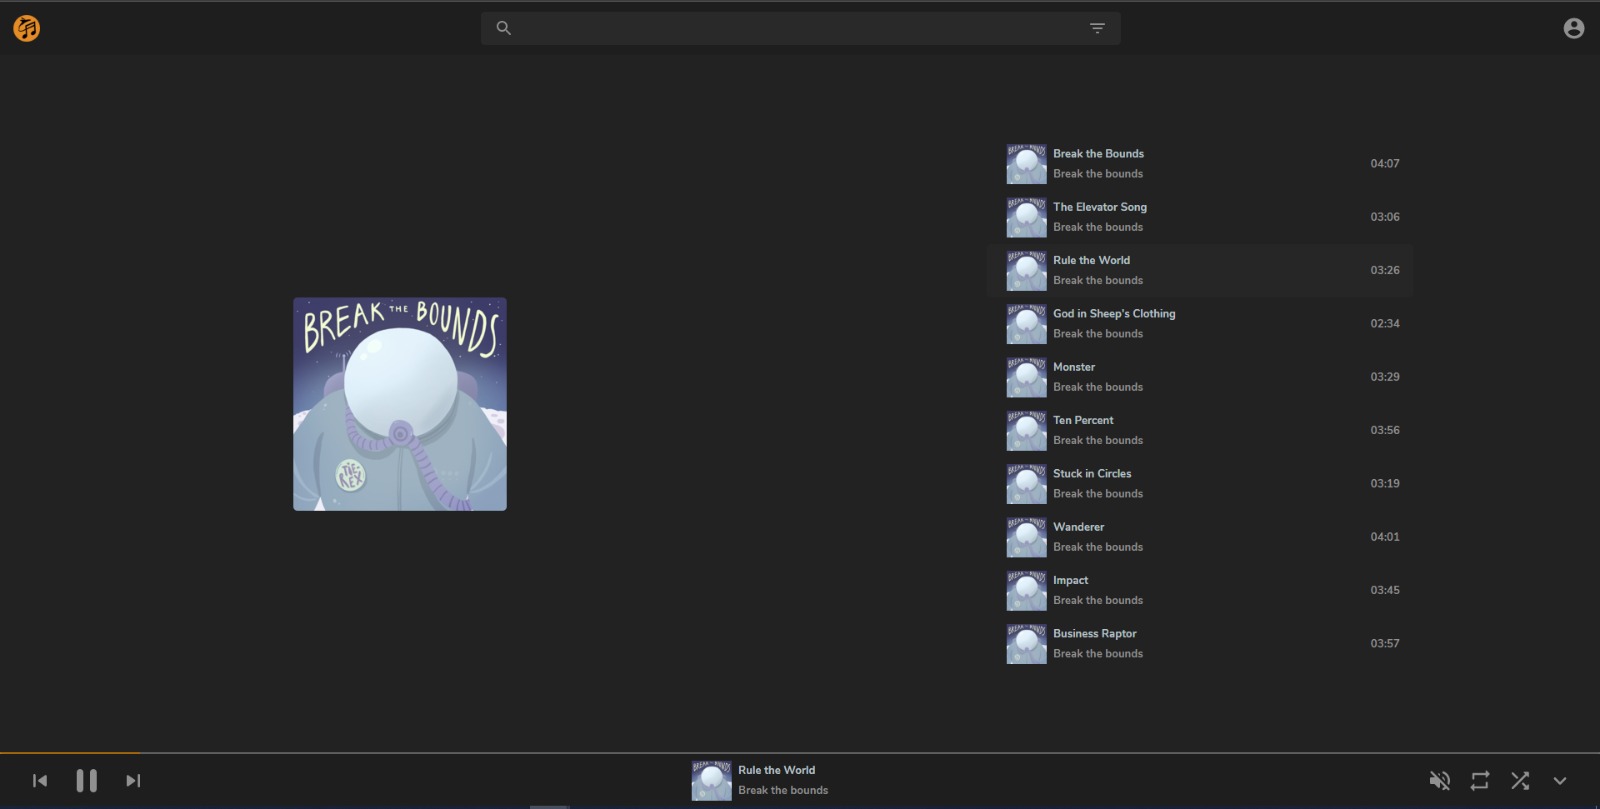 BREAK THE BOUNDS
TIE
REX
Break the Bounds
Break the bounds
04:07
The Elevator Song
Break the bounds
03:06
Rule the World
Break the bounds
03:26
God in Sheep's Clothing
Break the bounds
02:34
Monster
Break the bounds
03:29
Ten Percent
Break the bounds
03:56
Stuck in Circles
Break the bounds
03:19
Wanderer
Break the bounds
04:01
Impact
Break the bounds
03:45
Business Raptor
Break the bounds
03:57
Rule the World
Break the bounds